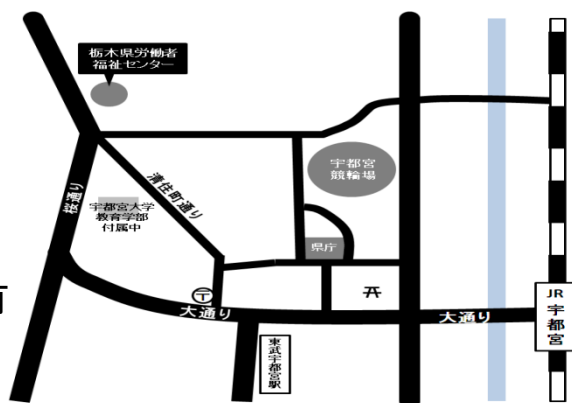 栃木県労働者
福祉センター
宇都宮
競輪場
清住町通り
桜通り
宇都宮大学
教育学部
付属中
県庁
〒
大通り
大通り
JR
宇都宮
東武宇都宮駅